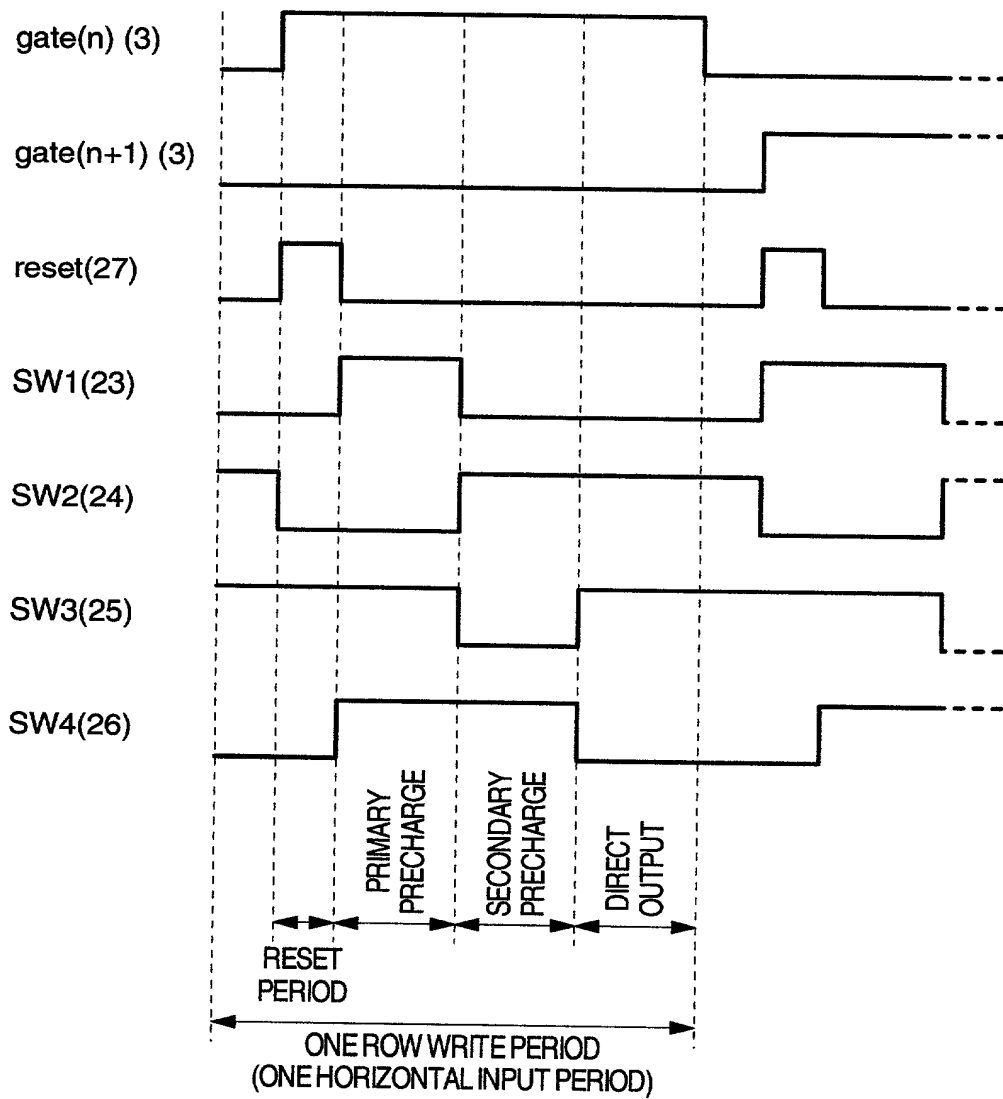 gate(n) (3)
gate(n+1) (3)
reset(27)
SW1(23)
SW2(24)
SW3(25)
SW4(26)
PRIMARY
PRECHARGE
SECONDARY
PRECHARGE
DIRECT
OUTPUT
RESET
PERIOD
ONE ROW WRITE PERIOD
(ONE HORIZONTAL INPUT PERIOD)